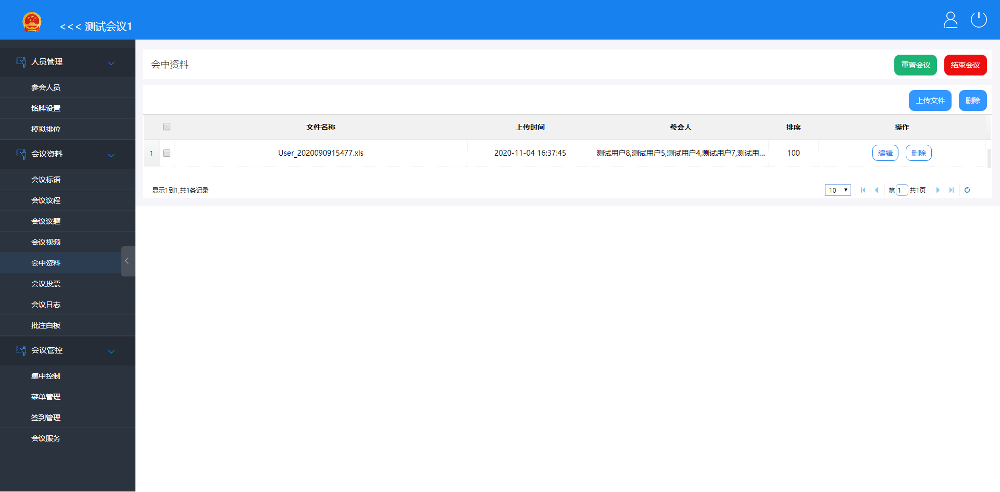 <<< 测试会议1
人员管理
参会人员
铭牌设置
模拟排位
会议资料
会议标语
会议议程
会议议题
会议视频
会中资料
会议投票
会议日志
批注白板
会议管控
集中控制
菜单管理
签到管理
会议服务
会中资料
重置会议 结束会议
上传文件 删除
文件名称 上传时间 参会人 排序 操作
1 User_2020090915477.xls 2020-11-04 16:37:45 测试用户8,测试用户5,测试用户4,测试用户7,测试用... 100 编辑 删除
显示1到1,共1条记录 10 第 1 共1页